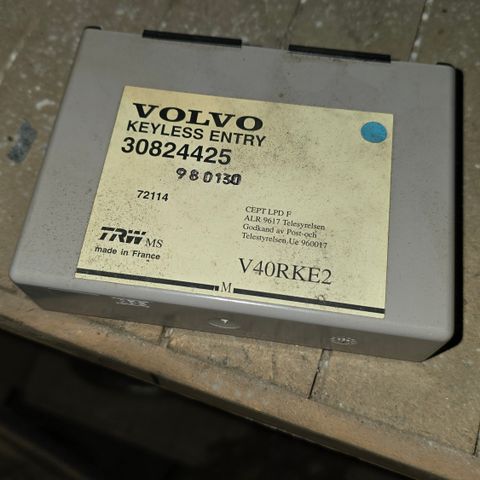 VOLVO
KEYLESS ENTRY
30824425
980130
72114
CEPT LPD F
ALR 9617 Telesyrelsen
Godkand av Post-och
Telestyrelsen,Ue 960017
TRW MS
made in France
V40RKE2
M